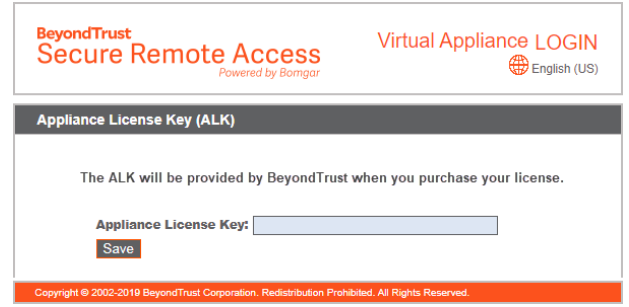 BeyondTrust
Secure Remote Access
Powered by Bomgar
Virtual Appliance LOGIN
English (US)
Appliance License Key (ALK)
The ALK will be provided by BeyondTrust when you purchase your license.
Appliance License Key:
Save
Copyright © 2002-2019 BeyondTrust Corporation. Redistribution Prohibited. All Rights Reserved.